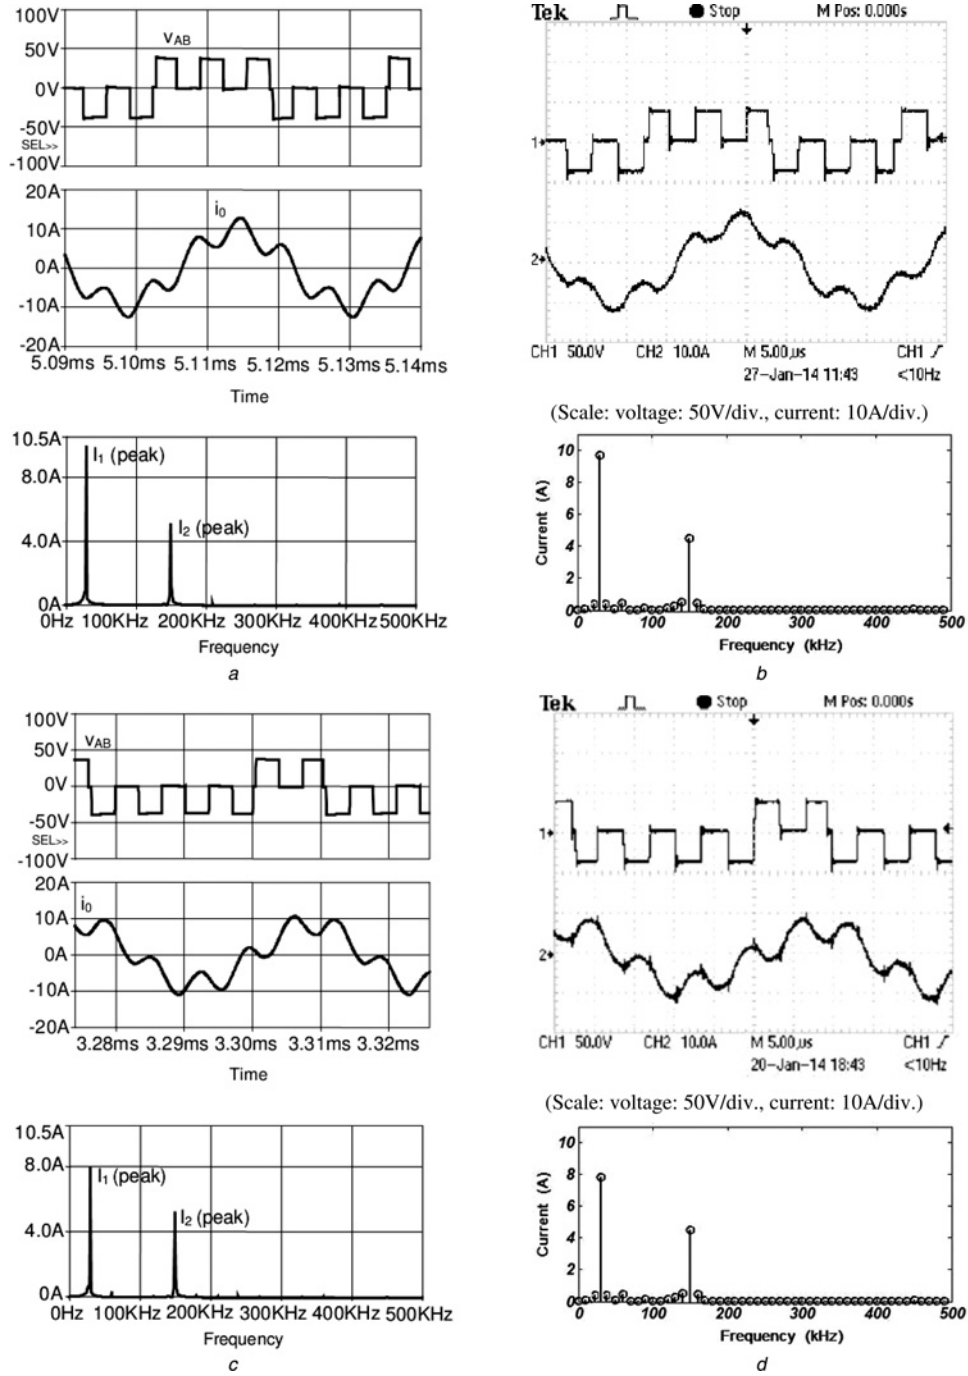 100V
50V
0V
-50V
SEL>>
-100V
vAB
20A
10A
0A
-10A
-20A
i0
5.09ms 5.10ms 5.11ms 5.12ms 5.13ms 5.14ms
Time
10.5A
8.0A
4.0A
0A
I1 (peak)
I2 (peak)
0Hz 100KHz 200KHz 300KHz 400KHz 500KHz
Frequency
a
Tek
Stop
M Pos: 0.000s
1
2
CH1 50.0V
CH2 10.0A
M 5.00µs
CH1
27-Jan-14 11:43
<10Hz
(Scale: voltage: 50V/div., current: 10A/div.)
10
8
6
4
2
0
Current (A)
0 100 200 300 400 500
Frequency (kHz)
b
100V
50V
0V
-50V
SEL>>
-100V
vAB
20A
10A
0A
-10A
-20A
i0
3.28ms 3.29ms 3.30ms 3.31ms 3.32ms
Time
10.5A
8.0A
4.0A
0A
I1 (peak)
I2 (peak)
0Hz 100KHz 200KHz 300KHz 400KHz 500KHz
Frequency
c
Tek
Stop
M Pos: 0.000s
1
2
CH1 50.0V
CH2 10.0A
M 5.00µs
CH1
20-Jan-14 18:43
<10Hz
(Scale: voltage: 50V/div., current: 10A/div.)
10
8
6
4
2
0
Current (A)
0 100 200 300 400 500
Frequency (kHz)
d